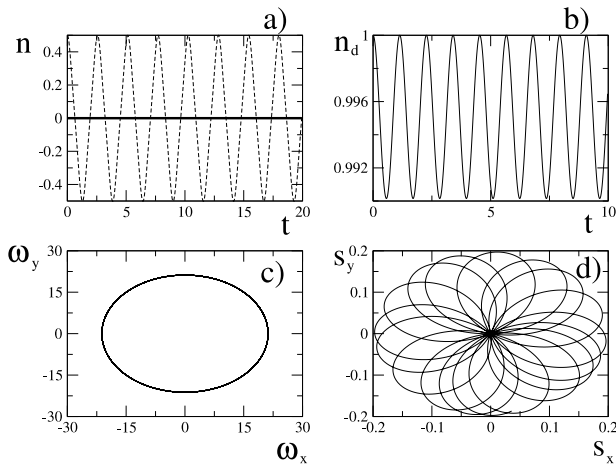 a)
n
0.4
0.2
0
-0.2
-0.4
0 5 10 15 20
t
b)
n_d
1
0.996
0.992
0 5 10
t
c)
ω_y
30
15
0
-15
-30
-30 -15 0 15 30
ω_x
d)
s_y
0.2
0.1
0
-0.1
-0.2
-0.2 -0.1 0 0.1 0.2
s_x